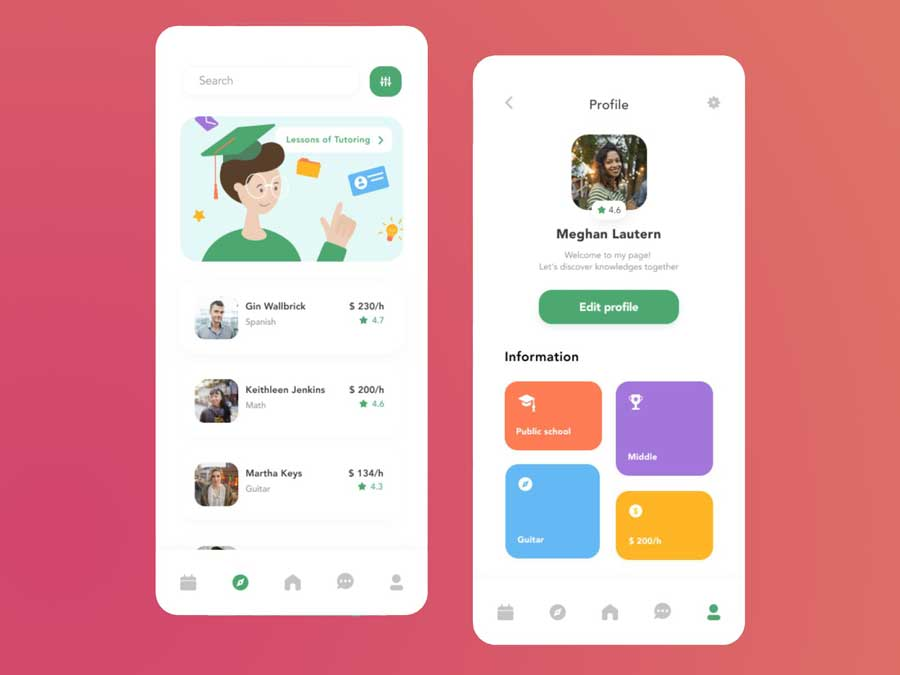 Search
Lessons of Tutoring
Gin Wallbrick
$ 230/h
Spanish
4.7
Keithleen Jenkins
$ 200/h
Math
4.6
Martha Keys
$ 134/h
Guitar
4.3
Profile
4.6
Meghan Lautern
Welcome to my page!
Let's discover knowledges together
Edit profile
Information
Public school
Middle
Guitar
$ 200/h